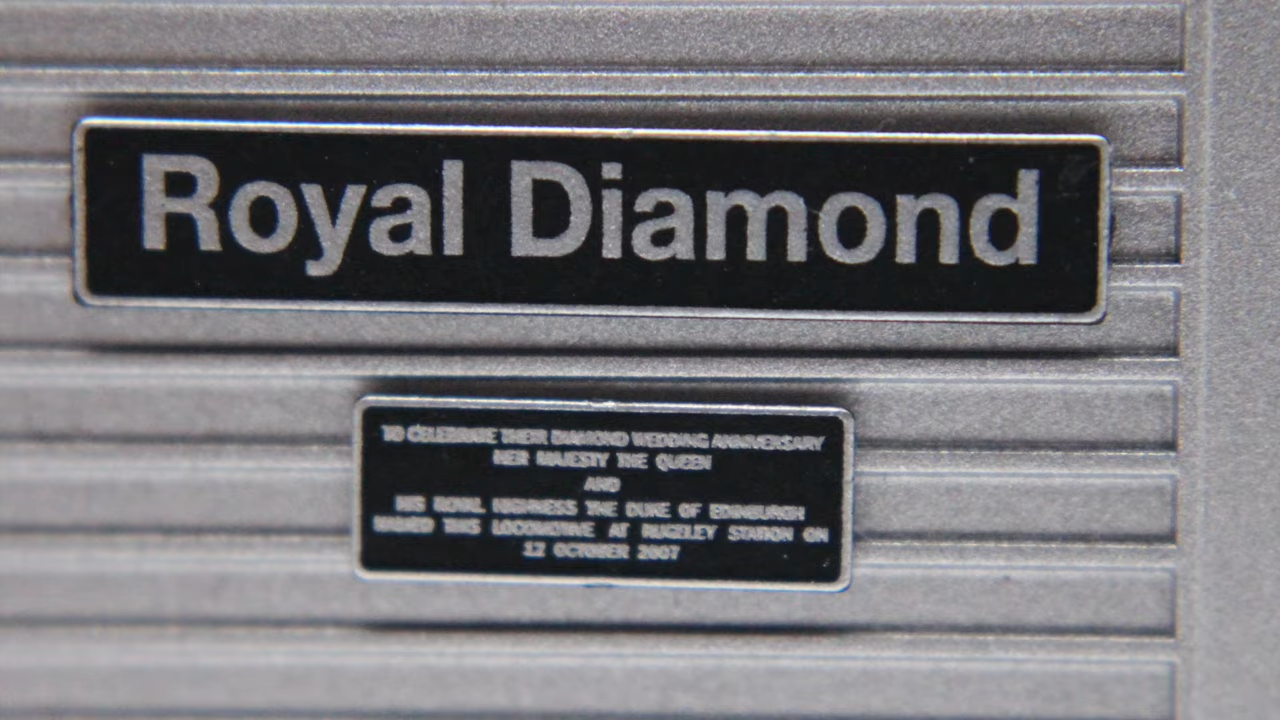 Royal Diamond
TO CELEBRATE THEIR DIAMOND WEDDING ANNIVERSARY
HER MAJESTY THE QUEEN
AND
HIS ROYAL HIGHNESS THE DUKE OF EDINBURGH
NAMED THIS LOCOMOTIVE AT RUGELEY STATION ON
12 OCTOBER 2007